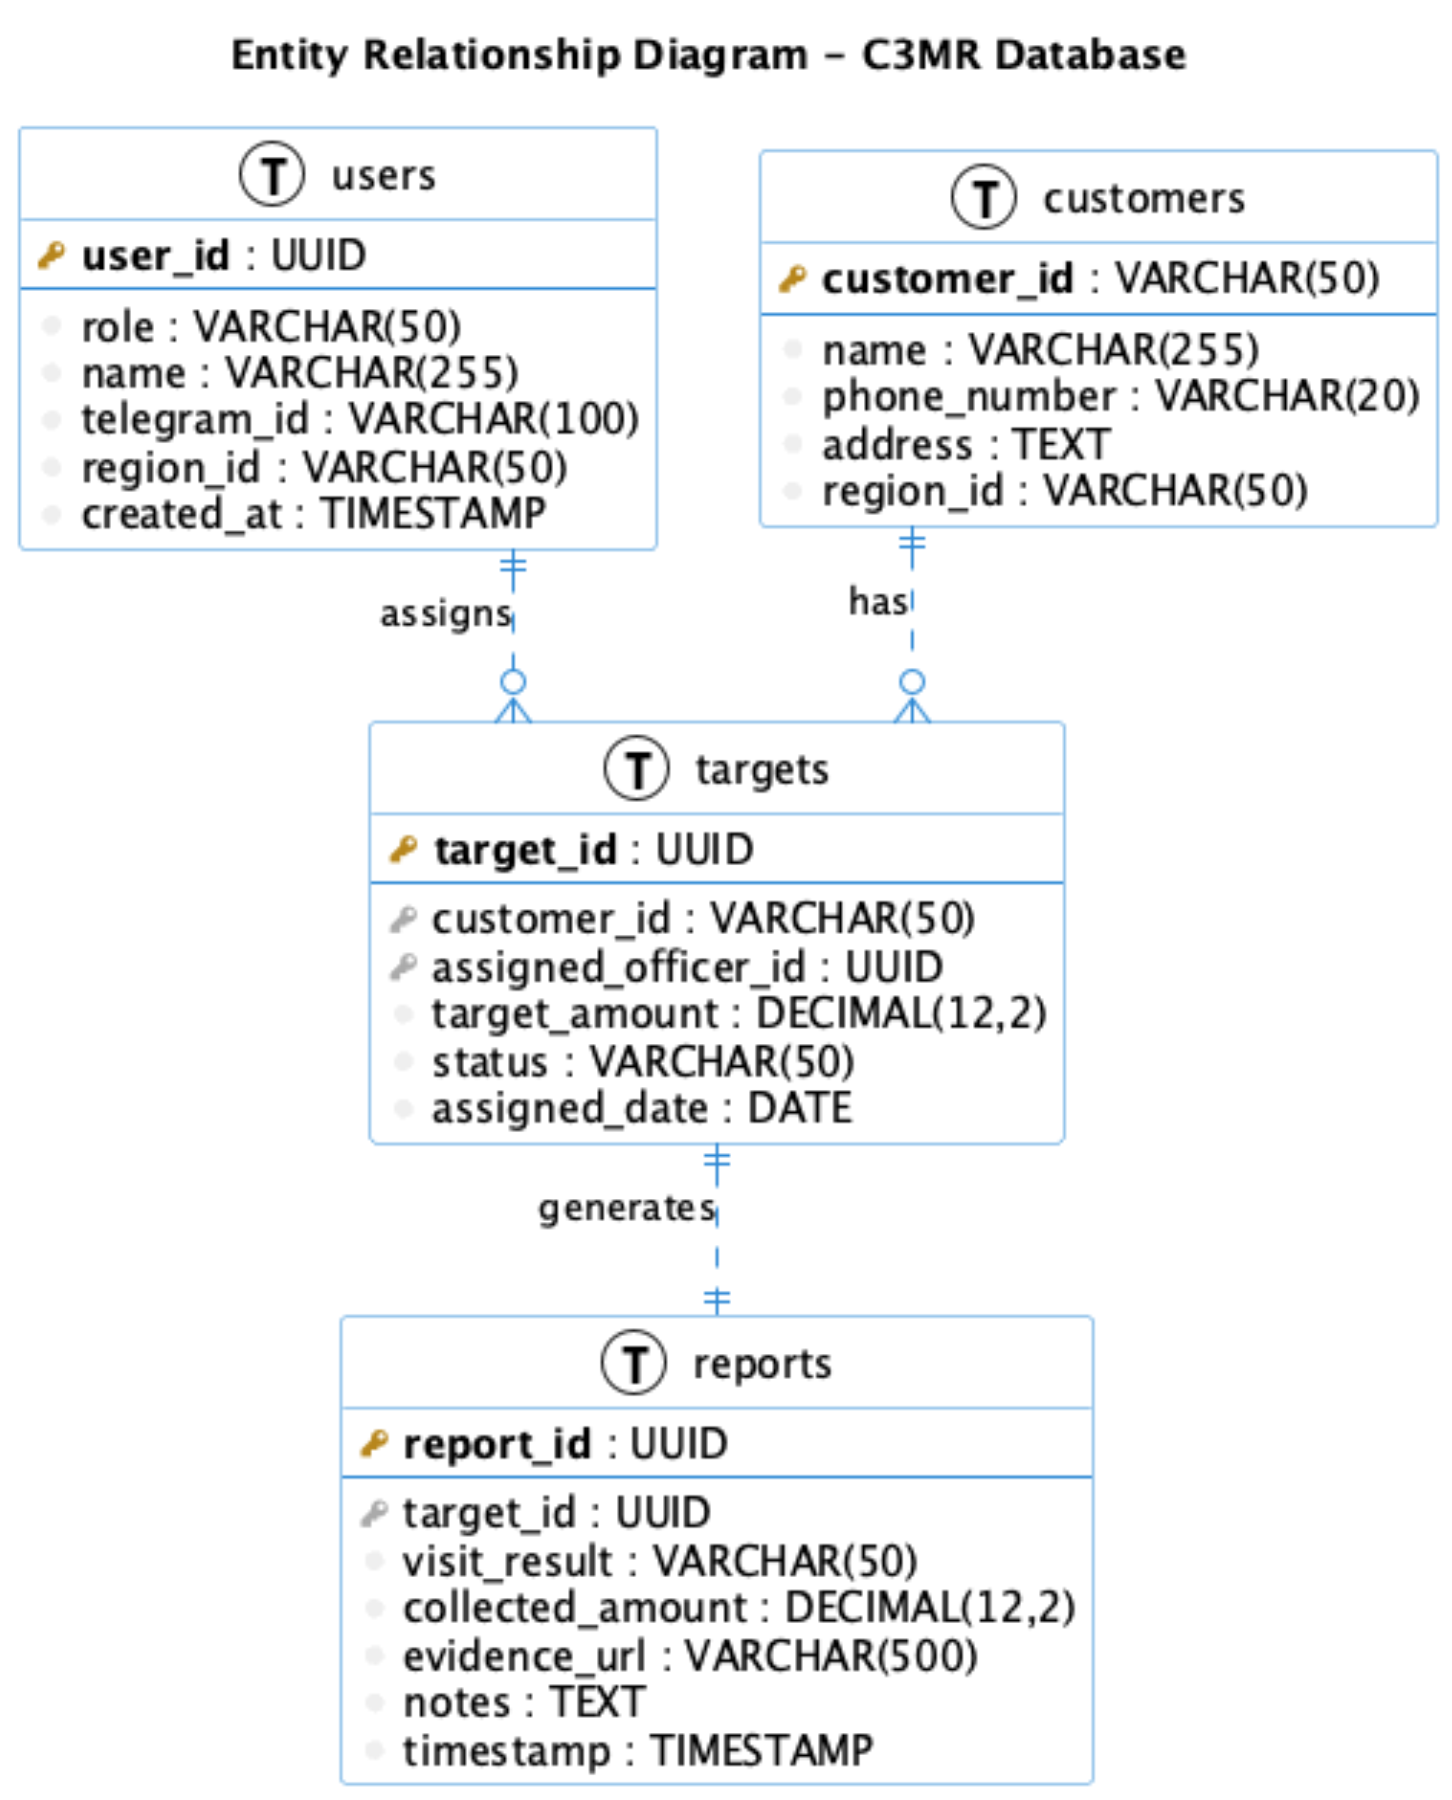 Entity Relationship Diagram – C3MR Database
T users
user_id : UUID
role : VARCHAR(50)
name : VARCHAR(255)
telegram_id : VARCHAR(100)
region_id : VARCHAR(50)
created_at : TIMESTAMP
T customers
customer_id : VARCHAR(50)
name : VARCHAR(255)
phone_number : VARCHAR(20)
address : TEXT
region_id : VARCHAR(50)
assigns
has
T targets
target_id : UUID
customer_id : VARCHAR(50)
assigned_officer_id : UUID
target_amount : DECIMAL(12,2)
status : VARCHAR(50)
assigned_date : DATE
generates
T reports
report_id : UUID
target_id : UUID
visit_result : VARCHAR(50)
collected_amount : DECIMAL(12,2)
evidence_url : VARCHAR(500)
notes : TEXT
timestamp : TIMESTAMP